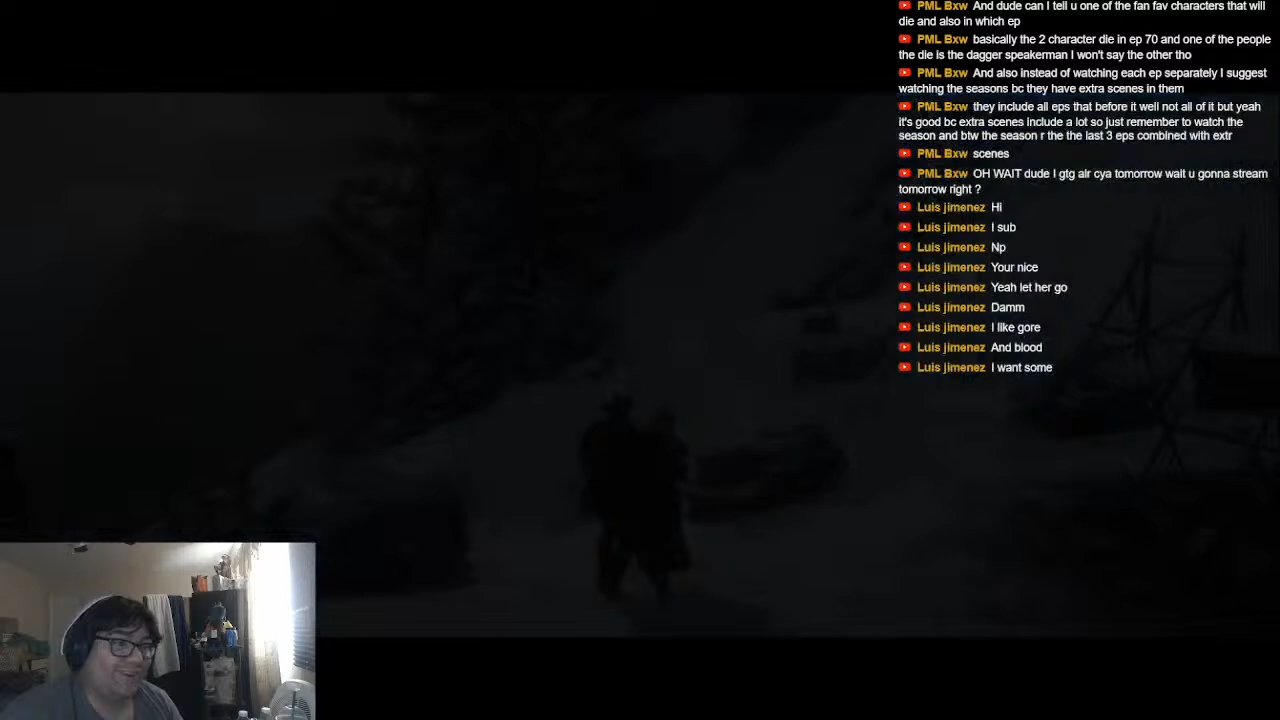 PML Bxw And dude can I tell u one of the fan fav characters that will
die and also in which ep
PML Bxw basically the 2 character die in ep 70 and one of the people
the die is the dagger speakerman I won't say the other tho
PML Bxw And also instead of watching each ep separately I suggest
watching the seasons bc they have extra scenes in them
PML Bxw they include all eps that before it well not all of it but yeah
it's good bc extra scenes include a lot so just remember to watch the
season and btw the season r the the last 3 eps combined with extr
PML Bxw scenes
PML Bxw OH WAIT dude I gtg alr cya tomorrow wait u gonna stream
tomorrow right ?
Luis jimenez Hi
Luis jimenez I sub
Luis jimenez Np
Luis jimenez Your nice
Luis jimenez Yeah let her go
Luis jimenez Damm
Luis jimenez I like gore
Luis jimenez And blood
Luis jimenez I want some